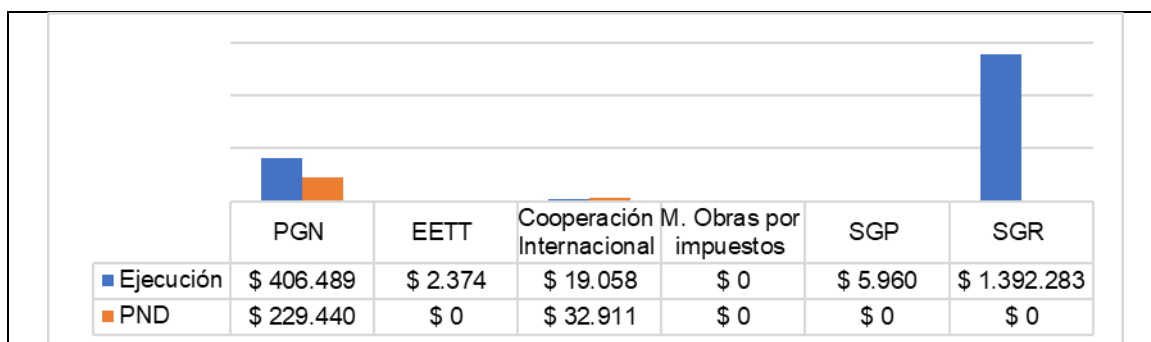 PGN EETT Cooperación Internacional M. Obras por impuestos SGP SGR
Ejecución $ 406.489 $ 2.374 $ 19.058 $ 0 $ 5.960 $ 1.392.283
PND $ 229.440 $ 0 $ 32.911 $ 0 $ 0 $ 0